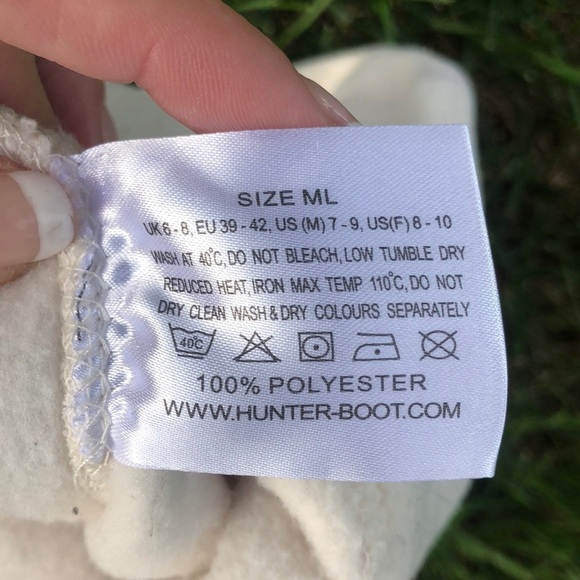 SIZE ML
UK6-8, EU 39-42, US (M) 7-9, US(F) 8-10
WASH AT 40°C, DO NOT BLEACH, LOW TUMBLE DRY
REDUCED HEAT, IRON MAX TEMP 110°C, DO NOT
DRY CLEAN WASH & DRY COLOURS SEPARATELY
40°C
100% POLYESTER
WWW.HUNTER-BOOT.COM